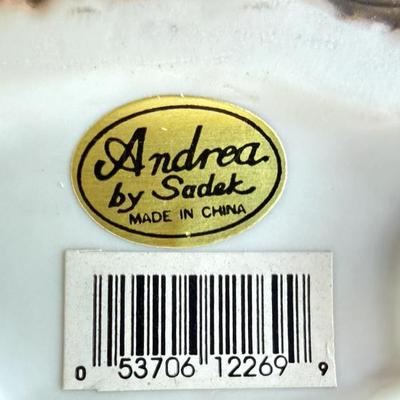 Andrea
by Sadek
MADE IN CHINA
0 53706 12269 9